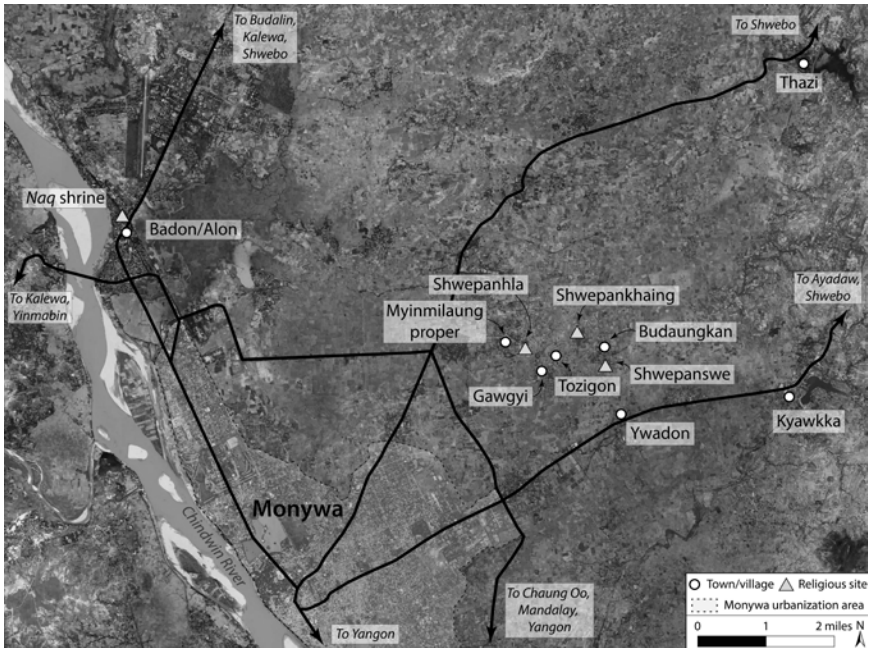 To Budalin,
Kalewa,
Shwebo
To Shwebo
Thazi
Naq shrine
Badon/Alon
To Kalewa,
Yinmabin
To Ayadaw,
Shwebo
Shwepanhla
Shwepankhaing
Myinmilaung
proper
Budaungkan
Gawgyi
Tozigon
Shwepanswe
Kyawkka
Ywadon
Monywa
Chindwin River
To Yangon
To Chaung Oo,
Mandalay,
Yangon
Town/village Religious site
Monywa urbanization area
0 1 2 miles N